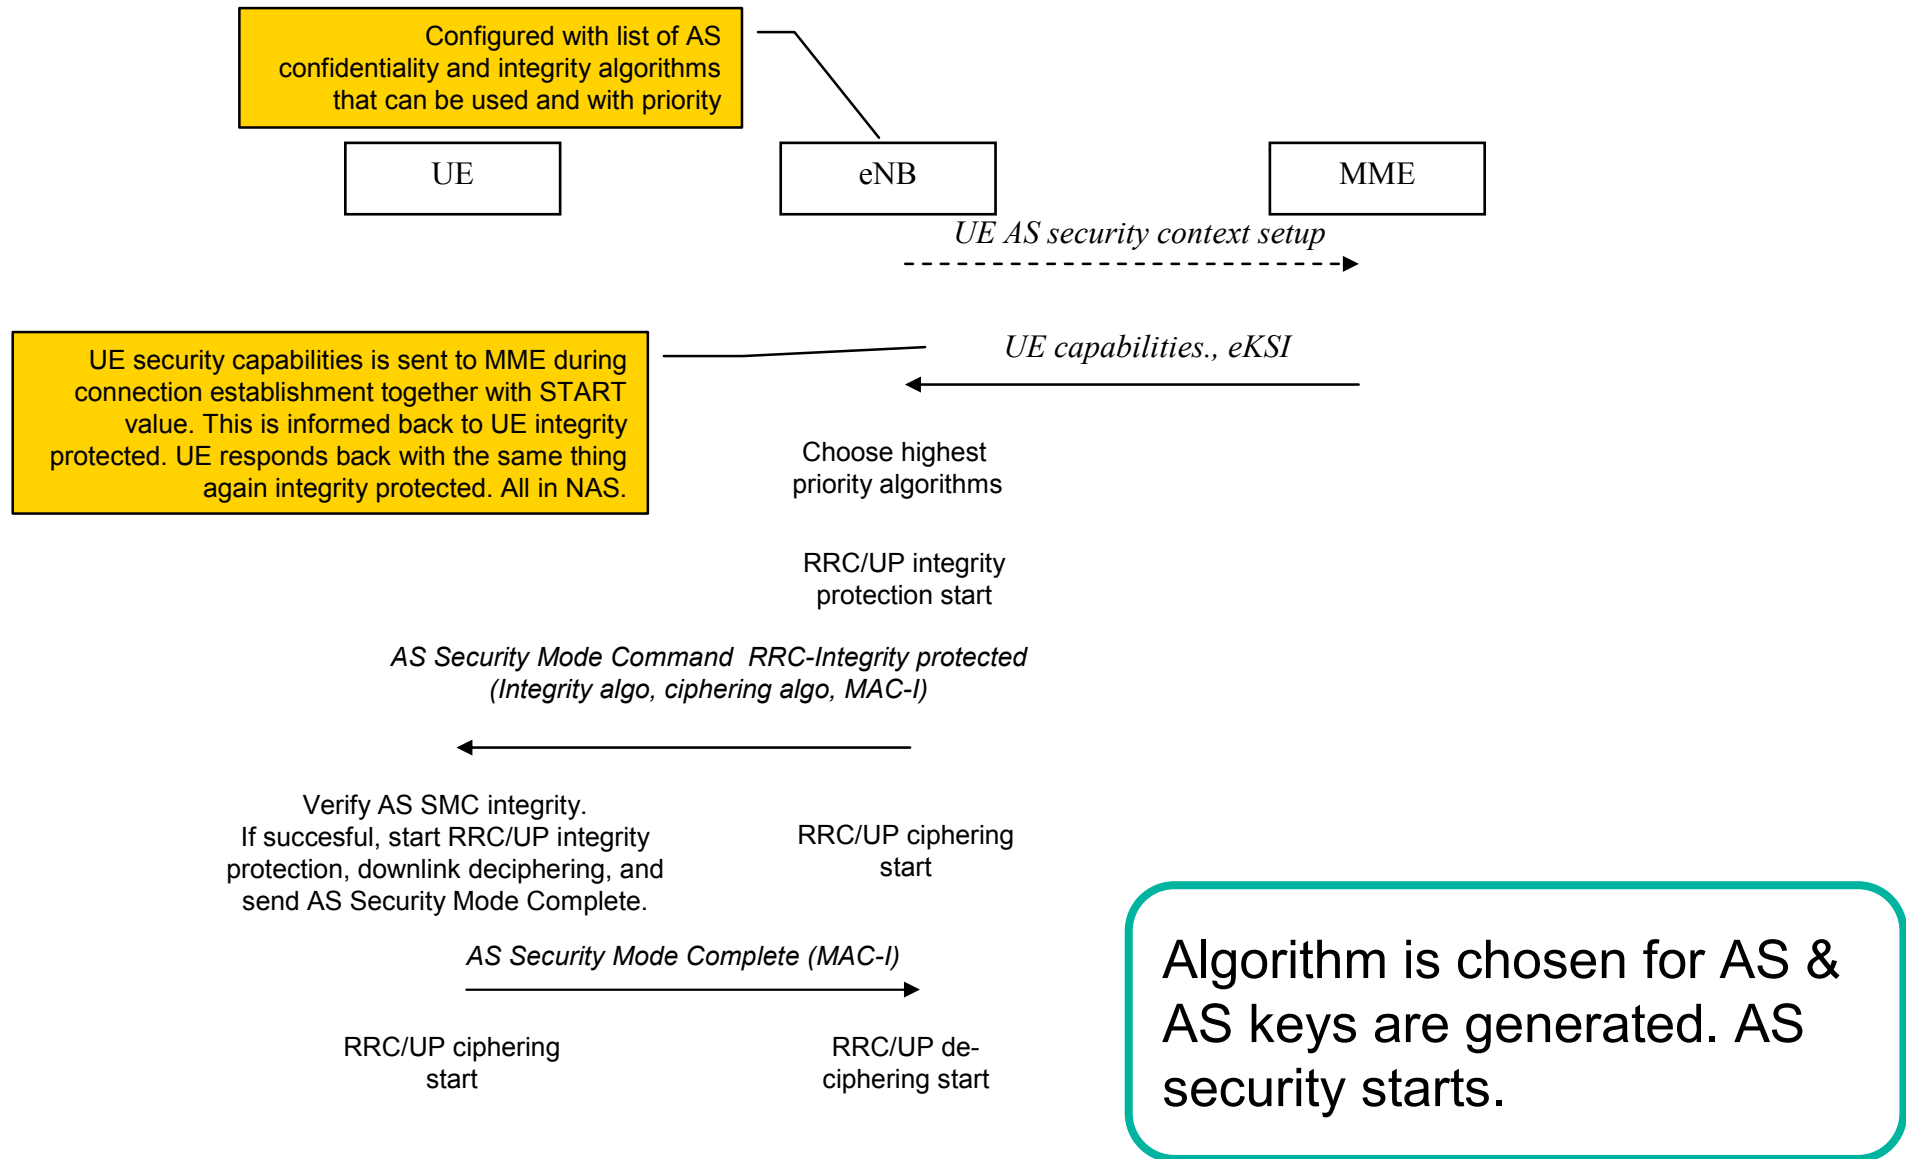 Configured with list of AS
confidentiality and integrity algorithms
that can be used and with priority
UE
eNB
MME
UE AS security context setup
UE capabilities., eKSI
UE security capabilities is sent to MME during
connection establishment together with START
value. This is informed back to UE integrity
protected. UE responds back with the same thing
again integrity protected. All in NAS.
Choose highest
priority algorithms
RRC/UP integrity
protection start
AS Security Mode Command RRC-Integrity protected
(Integrity algo, ciphering algo, MAC-I)
Verify AS SMC integrity.
If succesful, start RRC/UP integrity
protection, downlink deciphering, and
send AS Security Mode Complete.
RRC/UP ciphering
start
AS Security Mode Complete (MAC-I)
RRC/UP ciphering
start
RRC/UP de-
ciphering start
Algorithm is chosen for AS &
AS keys are generated. AS
security starts.